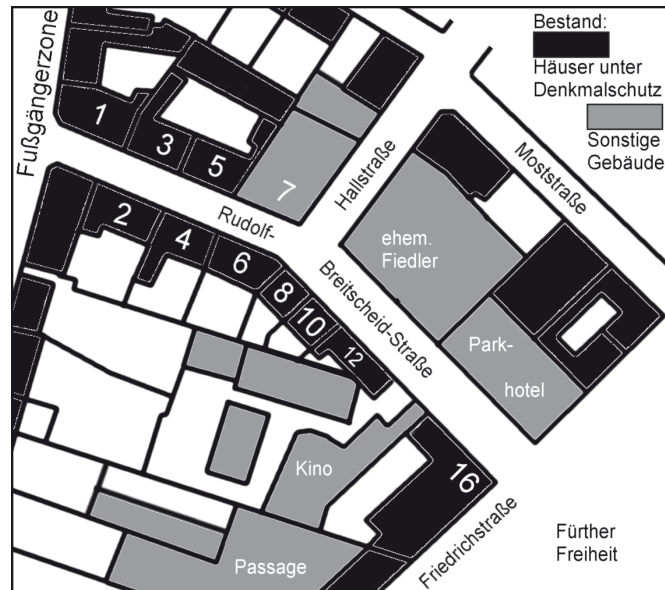 Bestand:
Häuser unter
Denkmalschutz
Sonstige
Gebäude
Fußgängerzone
1
3
5
7
Hallstraße
Moststraße
Rudolf-
Breitscheid-Straße
2
4
6
8
10
12
ehem.
Fiedler
Park-
hotel
Kino
16
Passage
Friedrichstraße
Fürther
Freiheit